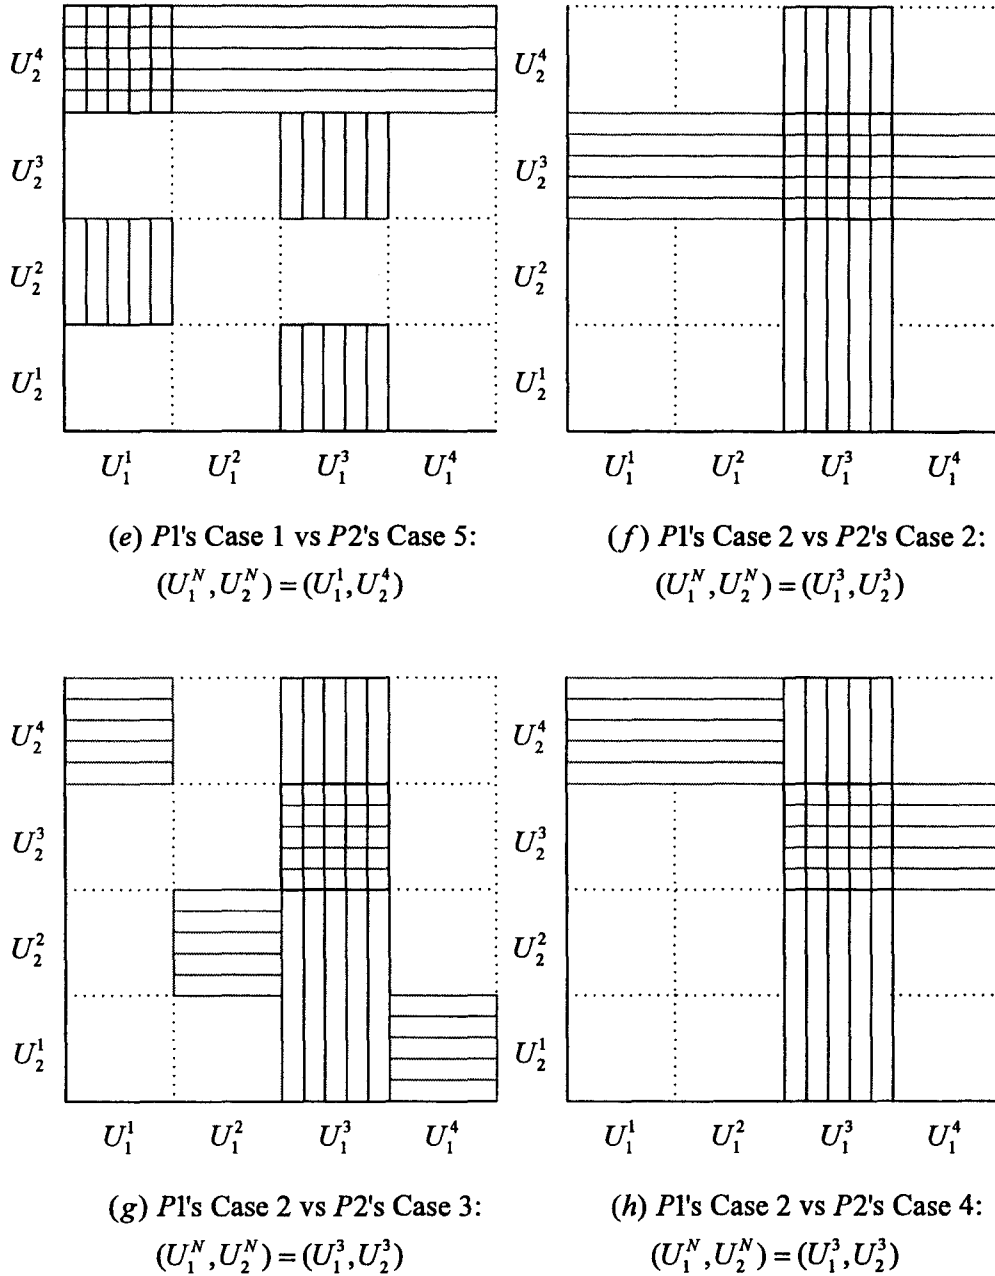 U_2^4 U_2^4
U_2^3 U_2^3
U_2^2 U_2^2
U_2^1 U_2^1
U_1^1 U_1^2 U_1^3 U_1^4 U_1^1 U_1^2 U_1^3 U_1^4
(e) P1's Case 1 vs P2's Case 5:
(U_1^N, U_2^N) = (U_1^1, U_2^4)
(f) P1's Case 2 vs P2's Case 2:
(U_1^N, U_2^N) = (U_1^3, U_2^3)
U_2^4 U_2^4
U_2^3 U_2^3
U_2^2 U_2^2
U_2^1 U_2^1
U_1^1 U_1^2 U_1^3 U_1^4 U_1^1 U_1^2 U_1^3 U_1^4
(g) P1's Case 2 vs P2's Case 3:
(U_1^N, U_2^N) = (U_1^3, U_2^3)
(h) P1's Case 2 vs P2's Case 4:
(U_1^N, U_2^N) = (U_1^3, U_2^3)